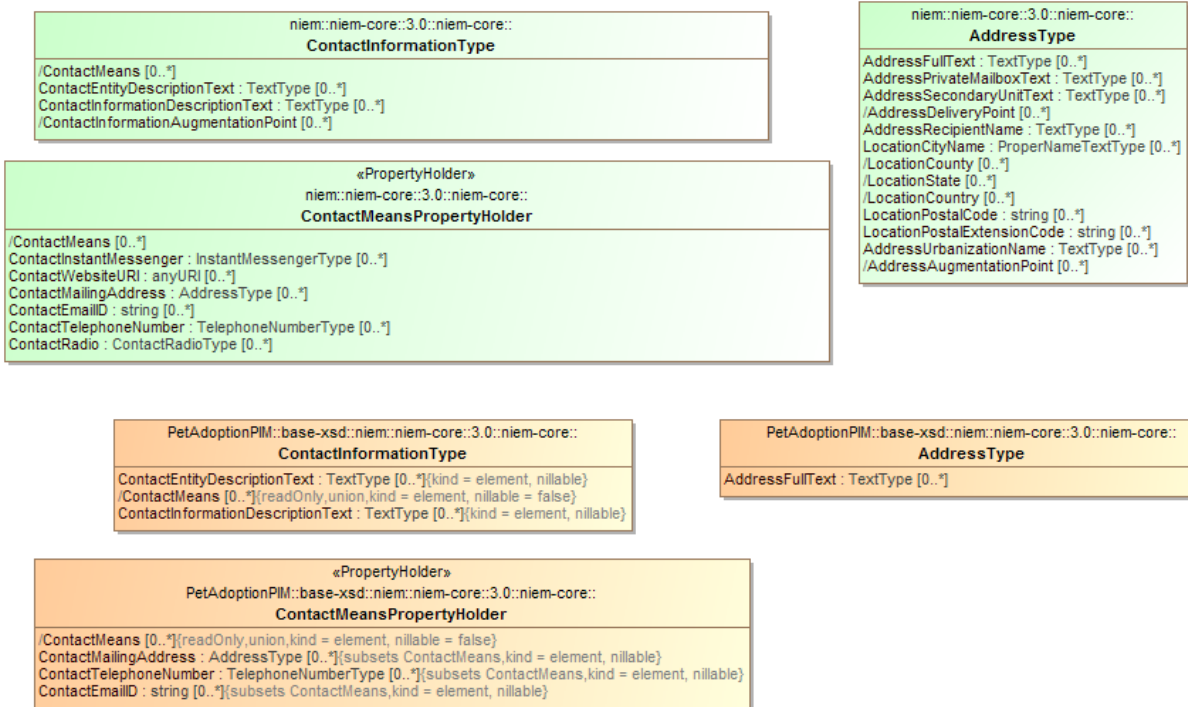 niem::niem-core::3.0::niem-core::
ContactInformationType
/ContactMeans [0..*]
ContactEntityDescriptionText : TextType [0..*]
ContactInformationDescriptionText : TextType [0..*]
/ContactInformationAugmentationPoint [0..*]
niem::niem-core::3.0::niem-core::
AddressType
AddressFullText : TextType [0..*]
AddressPrivateMailboxText : TextType [0..*]
AddressSecondaryUnitText : TextType [0..*]
/AddressDeliveryPoint [0..*]
AddressRecipientName : TextType [0..*]
LocationCityName : ProperNameTextType [0..*]
/LocationCounty [0..*]
/LocationState [0..*]
/LocationCountry [0..*]
LocationPostalCode : string [0..*]
LocationPostalExtensionCode : string [0..*]
AddressUrbanizationName : TextType [0..*]
/AddressAugmentationPoint [0..*]
«PropertyHolder»
niem::niem-core::3.0::niem-core::
ContactMeansPropertyHolder
/ContactMeans [0..*]
ContactInstantMessenger : InstantMessengerType [0..*]
ContactWebsiteURI : anyURI [0..*]
ContactMailingAddress : AddressType [0..*]
ContactEmailID : string [0..*]
ContactTelephoneNumber : TelephoneNumberType [0..*]
ContactRadio : ContactRadioType [0..*]
PetAdoptionPIM::base-xsd::niem::niem-core::3.0::niem-core::
ContactInformationType
ContactEntityDescriptionText : TextType [0..*]{kind = element, nillable}
/ContactMeans [0..*]{readOnly,union,kind = element, nillable = false}
ContactInformationDescriptionText : TextType [0..*]{kind = element, nillable}
PetAdoptionPIM::base-xsd::niem::niem-core::3.0::niem-core::
AddressType
AddressFullText : TextType [0..*]
«PropertyHolder»
PetAdoptionPIM::base-xsd::niem::niem-core::3.0::niem-core::
ContactMeansPropertyHolder
/ContactMeans [0..*]{readOnly,union,kind = element, nillable = false}
ContactMailingAddress : AddressType [0..*]{subsets ContactMeans,kind = element, nillable}
ContactTelephoneNumber : TelephoneNumberType [0..*]{subsets ContactMeans,kind = element, nillable}
ContactEmailID : string [0..*]{subsets ContactMeans,kind = element, nillable}